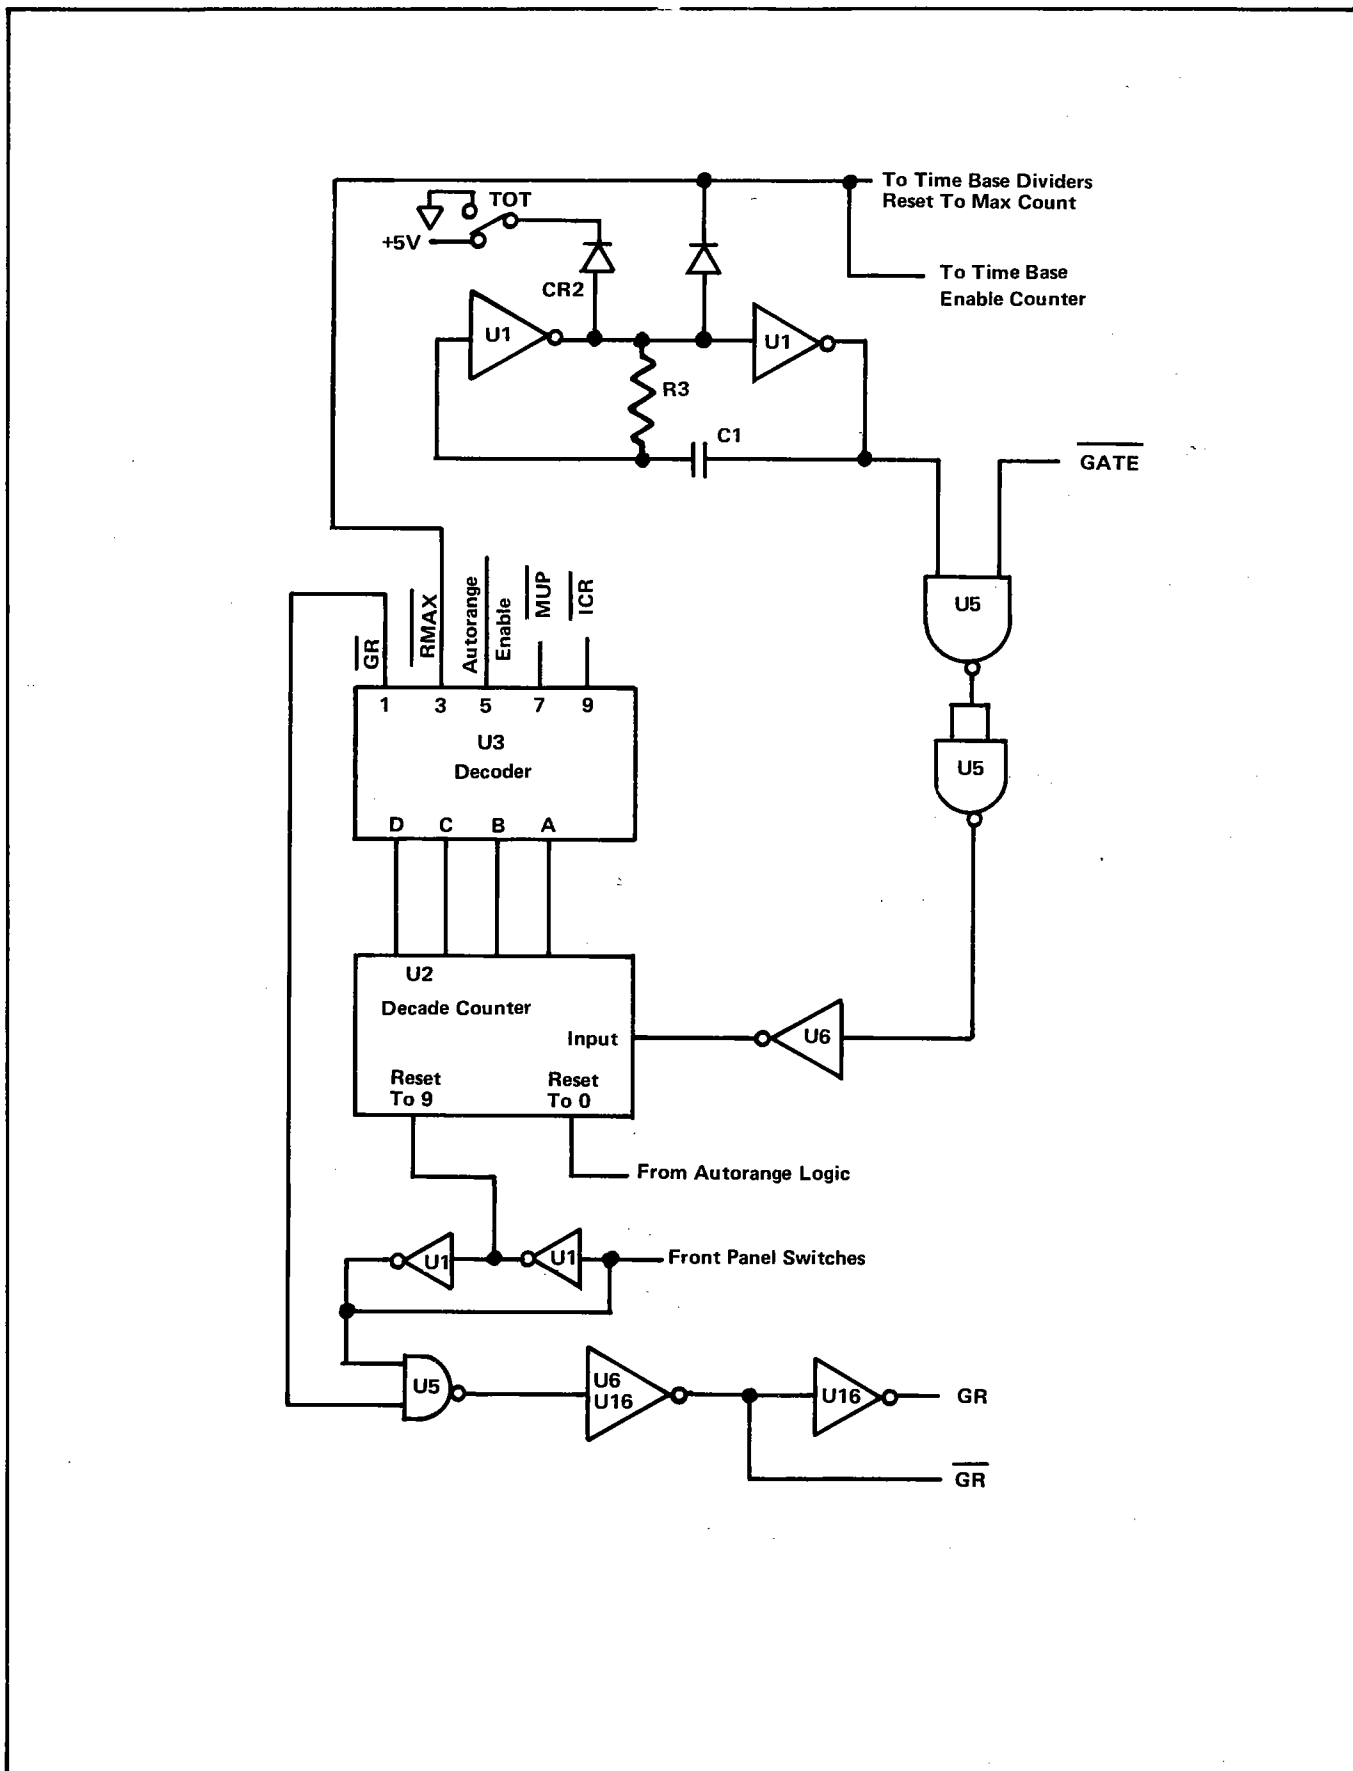 To Time Base Dividers
Reset To Max Count
TOT
+5V
To Time Base
Enable Counter
CR2
U1
U1
R3
C1
GATE
U5
GR
RMAX
Autorange
Enable
MUP
ICR
1 3 5 7 9
U3
Decoder
D C B A
U5
U2
Decade Counter
Input
U6
Reset
To 9
Reset
To 0
From Autorange Logic
U1
U1
Front Panel Switches
U5
U6
U16
U16
GR
GR